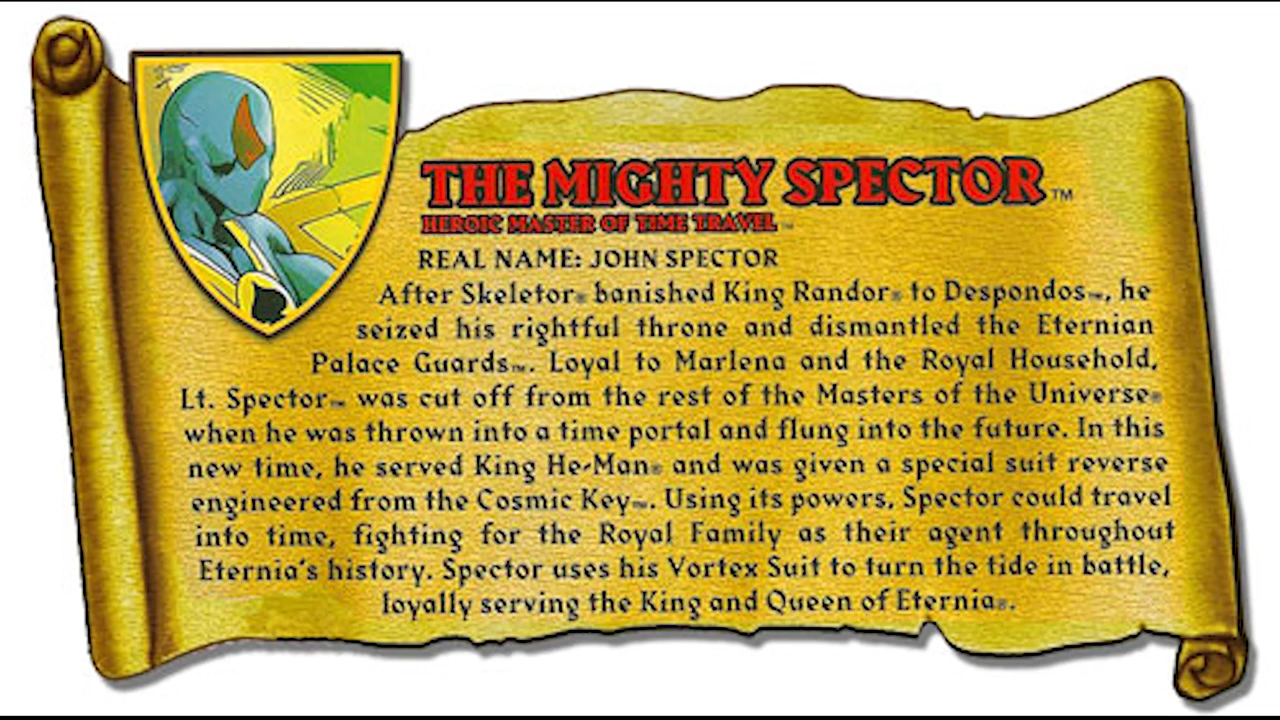 THE MIGHTY SPECTOR™
HEROIC MASTER OF TIME TRAVEL™
REAL NAME: JOHN SPECTOR
After Skeletor® banished King Randor® to Despondos™, he
seized his rightful throne and dismantled the Eternian
Palace Guards™. Loyal to Marlena and the Royal Household,
Lt. Spector™ was cut off from the rest of the Masters of the Universe®
when he was thrown into a time portal and flung into the future. In this
new time, he served King He-Man® and was given a special suit reverse
engineered from the Cosmic Key™. Using its powers, Spector could travel
into time, fighting for the Royal Family as their agent throughout
Eternia's history. Spector uses his Vortex Suit to turn the tide in battle,
loyally serving the King and Queen of Eternia®.